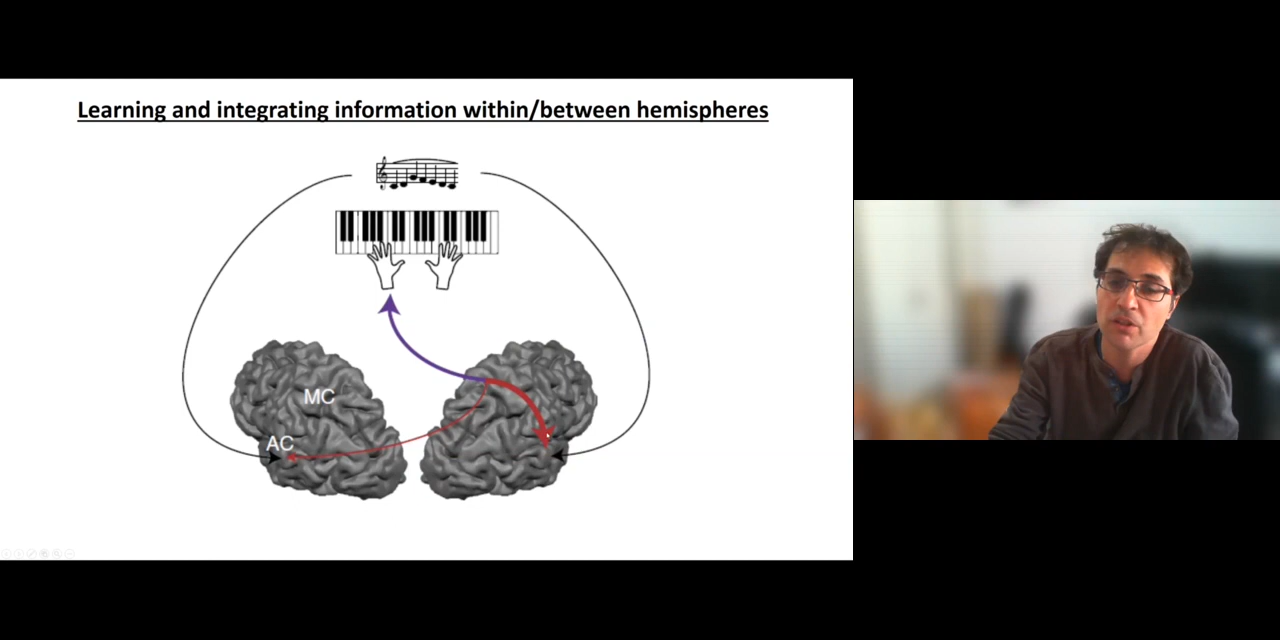 Learning and integrating information within/between hemispheres
MC
AC